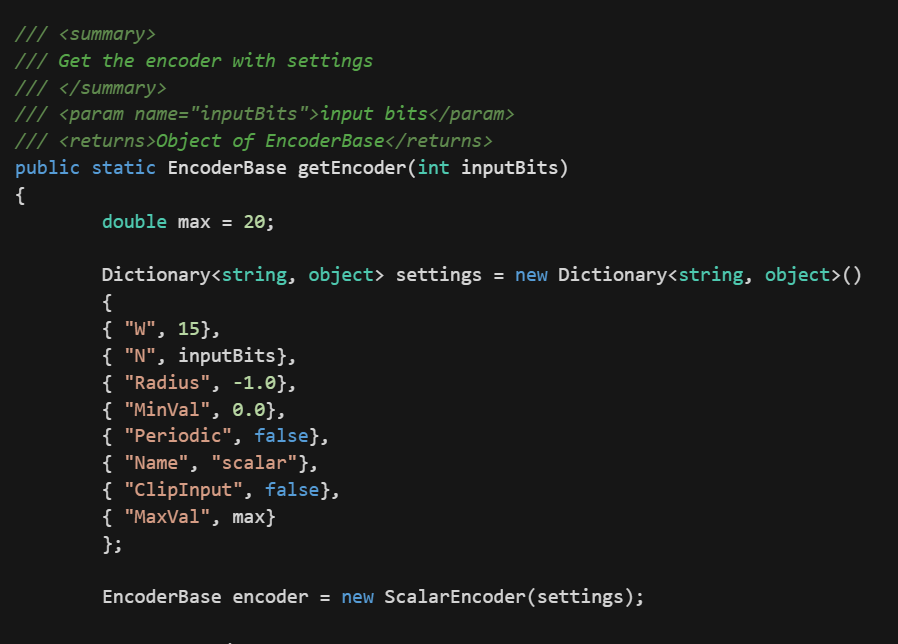 /// <summary>
/// Get the encoder with settings
/// </summary>
/// <param name="inputBits">input bits</param>
/// <returns>Object of EncoderBase</returns>
public static EncoderBase getEncoder(int inputBits)
{
double max = 20;
Dictionary<string, object> settings = new Dictionary<string, object>()
{
{ "W", 15},
{ "N", inputBits},
{ "Radius", -1.0},
{ "MinVal", 0.0},
{ "Periodic", false},
{ "Name", "scalar"},
{ "ClipInput", false},
{ "MaxVal", max}
};
EncoderBase encoder = new ScalarEncoder(settings);